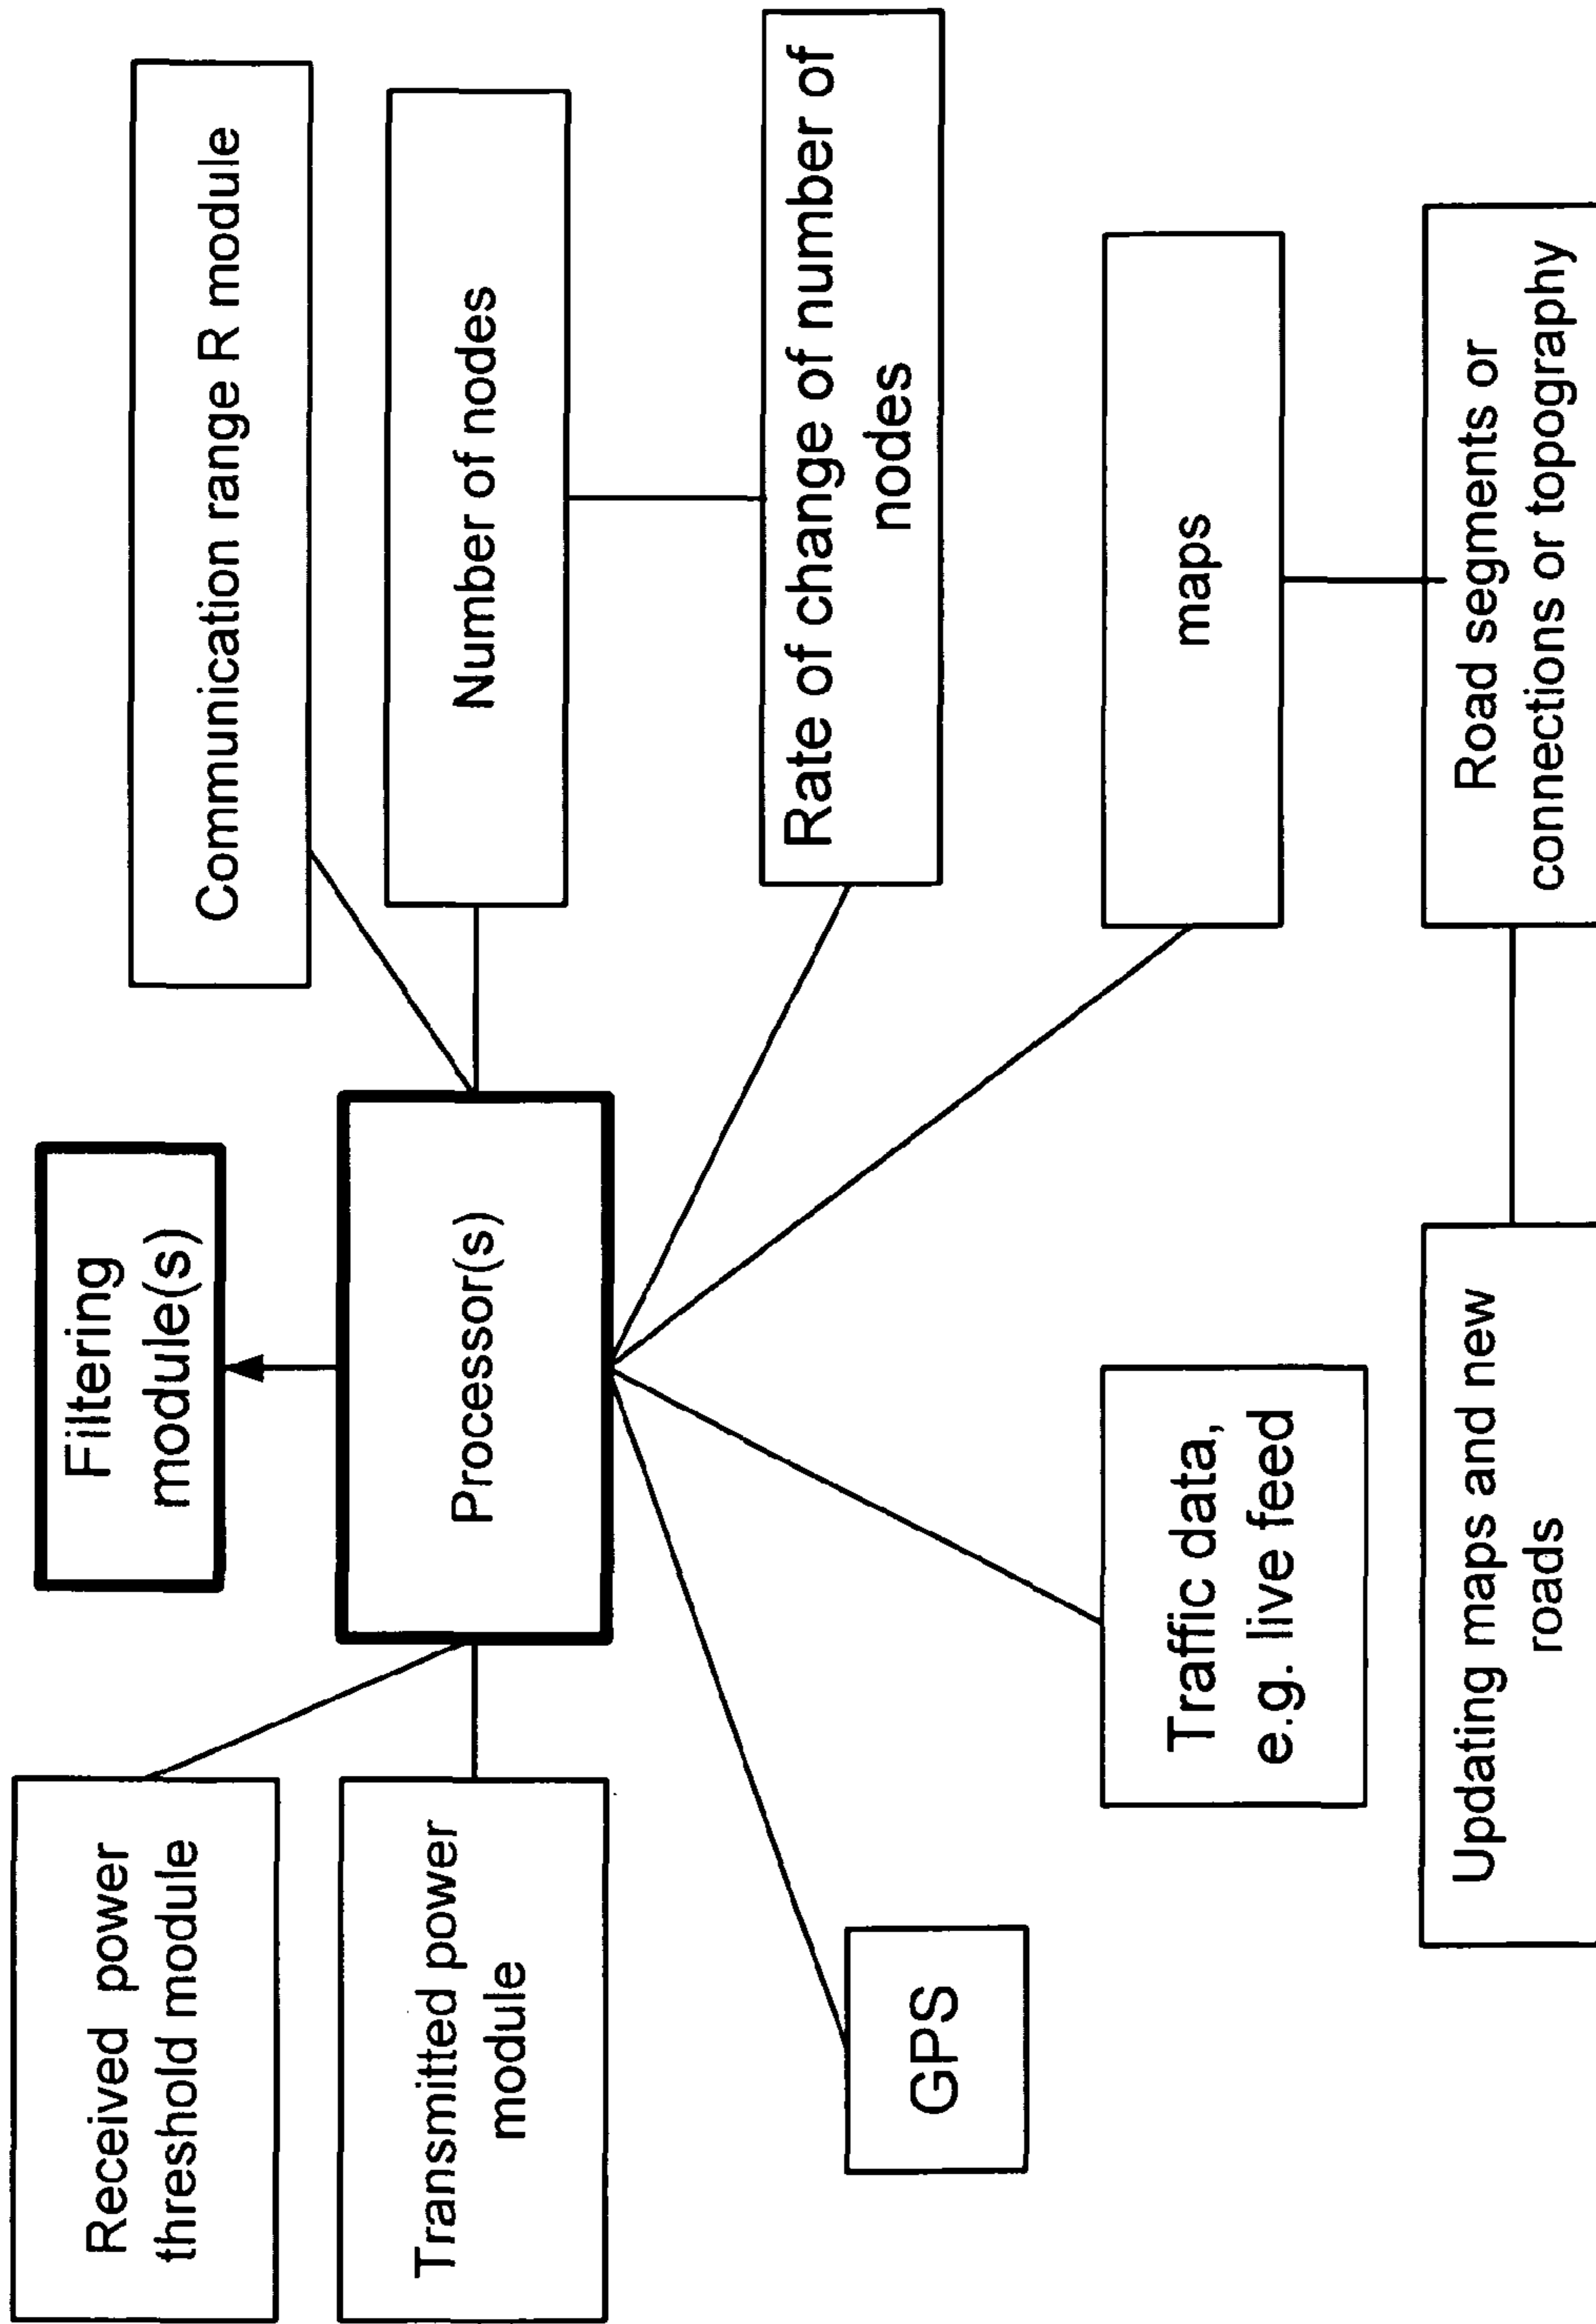 Filtering
module(s)
Received power
threshold module
Communication range R module
Processor(s)
Transmitted power
module
Number of nodes
Rate of change of number of
nodes
GPS
Traffic data,
e.g. live feed
maps
Updating maps and new
roads
Road segments or
connections or topography